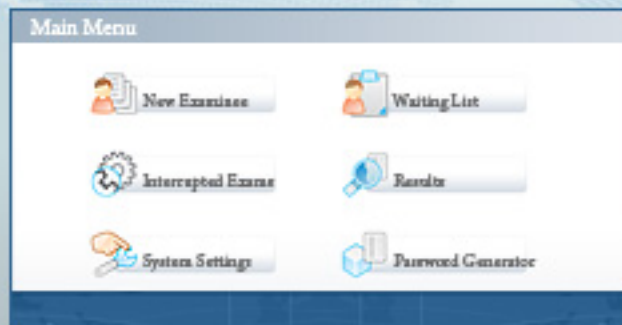 Main Menu
New Examinee
Waiting List
Interrupted Exams
Results
System Settings
Password Generator